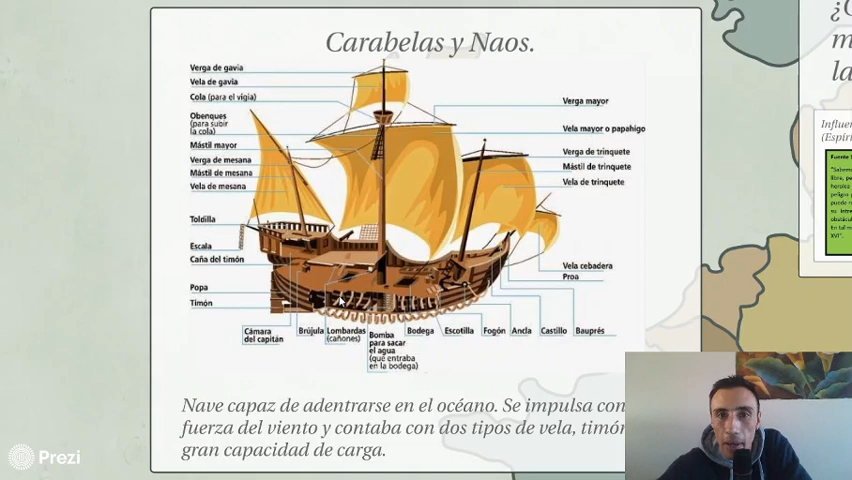 Carabelas y Naos.
Verga de gavia
Vela de gavia
Cola (para el vigía)
Obenques
(para subir
la cola)
Mástil mayor
Verga de mesana
Mástil de mesana
Vela de mesana
Toldilla
Escala
Caña del timón
Popa
Timón
Verga mayor
Vela mayor o papahigo
Verga de trinquete
Mástil de trinquete
Vela de trinquete
Vela cebadera
Proa
Cámara
del capitán
Brújula
Lombardas
(cañones)
Bomba
para sacar
el agua
(que entraba
en la bodega)
Bodega
Escotilla
Fogón
Ancla
Castillo
Bauprés
Nave capaz de adentrarse en el océano. Se impulsa con
fuerza del viento y contaba con dos tipos de vela, timón
gran capacidad de carga.
Prezi
m
la
Influen
(Espíri
Fuente